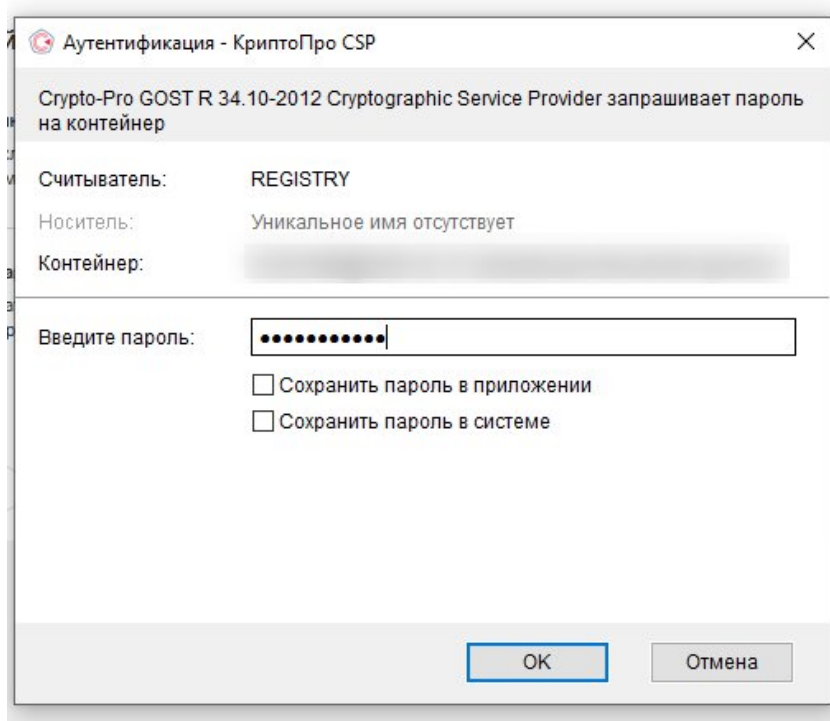 Аутентификация - КриптоПро CSP
Crypto-Pro GOST R 34.10-2012 Cryptographic Service Provider запрашивает пароль
на контейнер
Считыватель: REGISTRY
Носитель: Уникальное имя отсутствует
Контейнер:
Введите пароль: •••••••••••
Сохранить пароль в приложении
Сохранить пароль в системе
OK Отмена